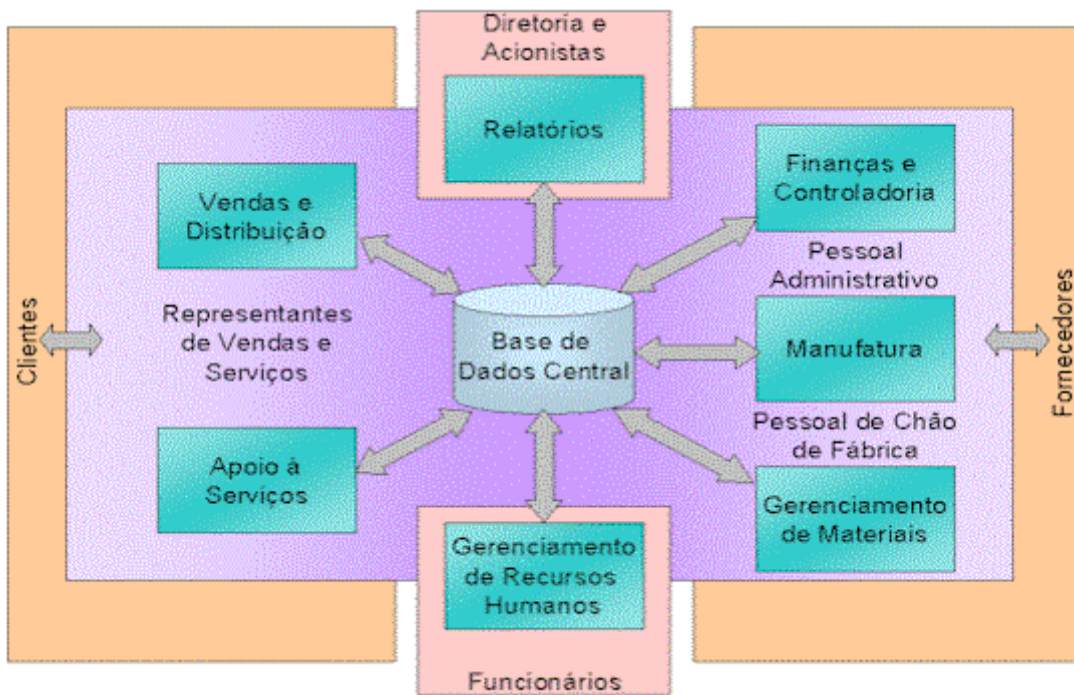 Diretoria e
Acionistas
Relatórios
Vendas e
Distribuição
Finanças e
Controladoria
Pessoal
Administrativo
Clientes
Representantes
de Vendas e
Serviços
Base de
Dados Central
Manufatura
Fornecedores
Pessoal de Chão
de Fábrica
Apoio à
Serviços
Gerenciamento
de Materiais
Gerenciamento
de Recursos
Humanos
Funcionários